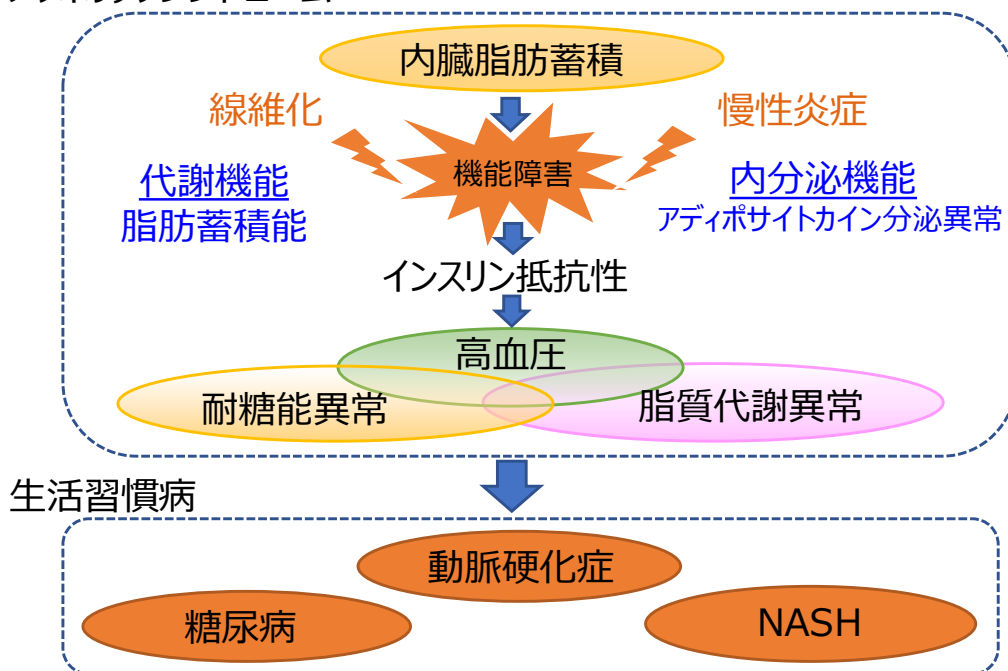 内臓脂肪蓄積
線維化
慢性炎症
機能障害
代謝機能
脂肪蓄積能
内分泌機能
アディポサイトカイン分泌異常
インスリン抵抗性
高血圧
耐糖能異常
脂質代謝異常
生活習慣病
動脈硬化症
糖尿病
NASH